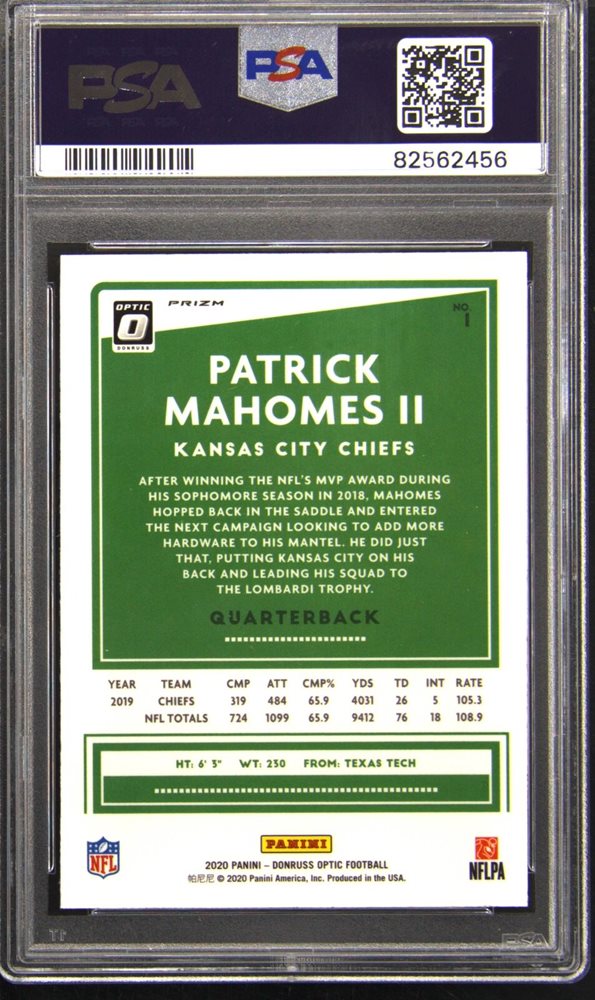 PSA
PSA
82562456
OPTIC
O
DONRUSS
PRIZM
NO.
1
PATRICK
MAHOMES II
KANSAS CITY CHIEFS
AFTER WINNING THE NFL'S MVP AWARD DURING
HIS SOPHOMORE SEASON IN 2018, MAHOMES
HOPPED BACK IN THE SADDLE AND ENTERED
THE NEXT CAMPAIGN LOOKING TO ADD MORE
HARDWARE TO HIS MANTEL. HE DID JUST
THAT, PUTTING KANSAS CITY ON HIS
BACK AND LEADING HIS SQUAD TO
THE LOMBARDI TROPHY.
QUARTERBACK
YEAR TEAM CMP ATT CMP% YDS TD INT RATE
2019 CHIEFS 319 484 65.9 4031 26 5 105.3
NFL TOTALS 724 1099 65.9 9412 76 18 108.9
HT: 6' 3" WT: 230 FROM: TEXAS TECH
NFL
PANINI
NFLPA
2020 PANINI – DONRUSS OPTIC FOOTBALL
帕尼尼 © 2020 Panini America, Inc. Produced in the USA.
PSA